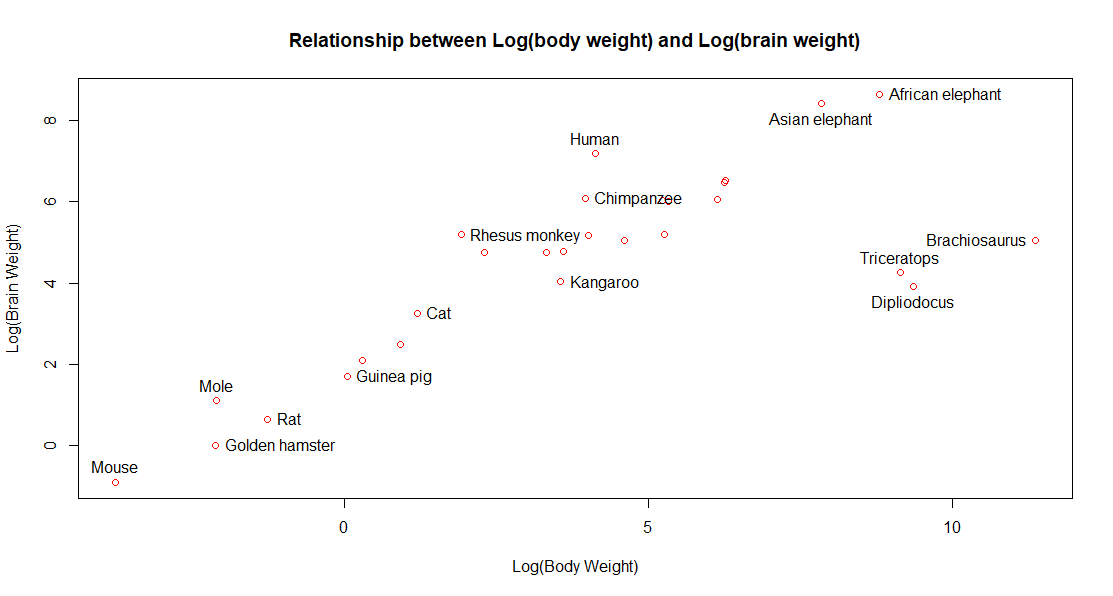 Relationship between Log(body weight) and Log(brain weight)
African elephant
Asian elephant
Human
Chimpanzee
Rhesus monkey
Brachiosaurus
Triceratops
Kangaroo
Dipliodocus
Cat
Guinea pig
Mole
Rat
Golden hamster
Mouse
8
6
4
2
0
Log(Brain Weight)
0 5 10
Log(Body Weight)